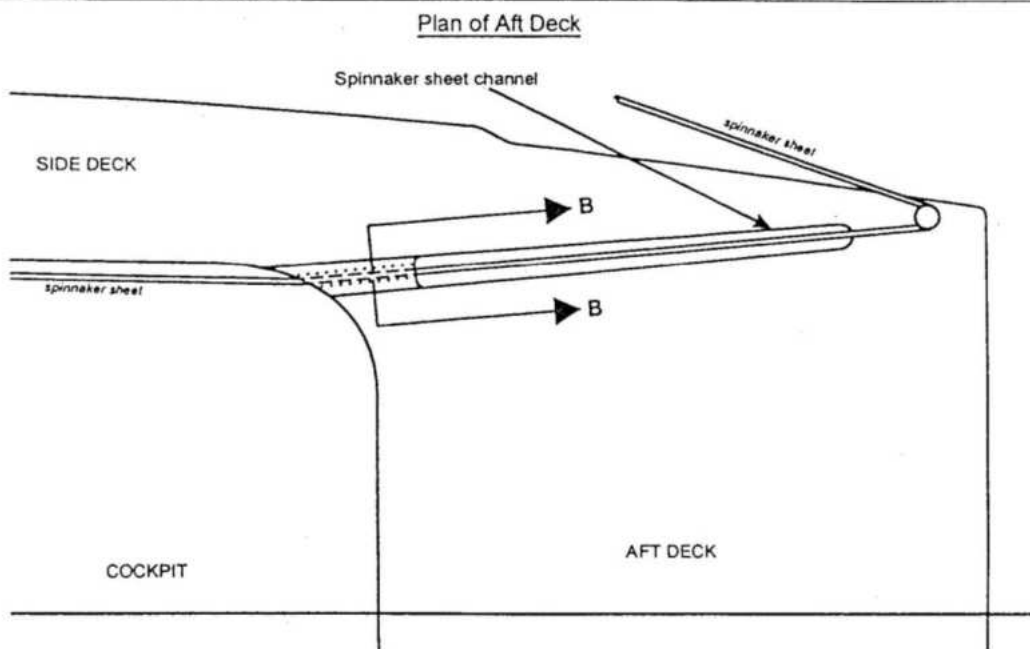 Plan of Aft Deck
Spinnaker sheet channel
spinnaker sheet
SIDE DECK
B
spinnaker sheet
B
AFT DECK
COCKPIT